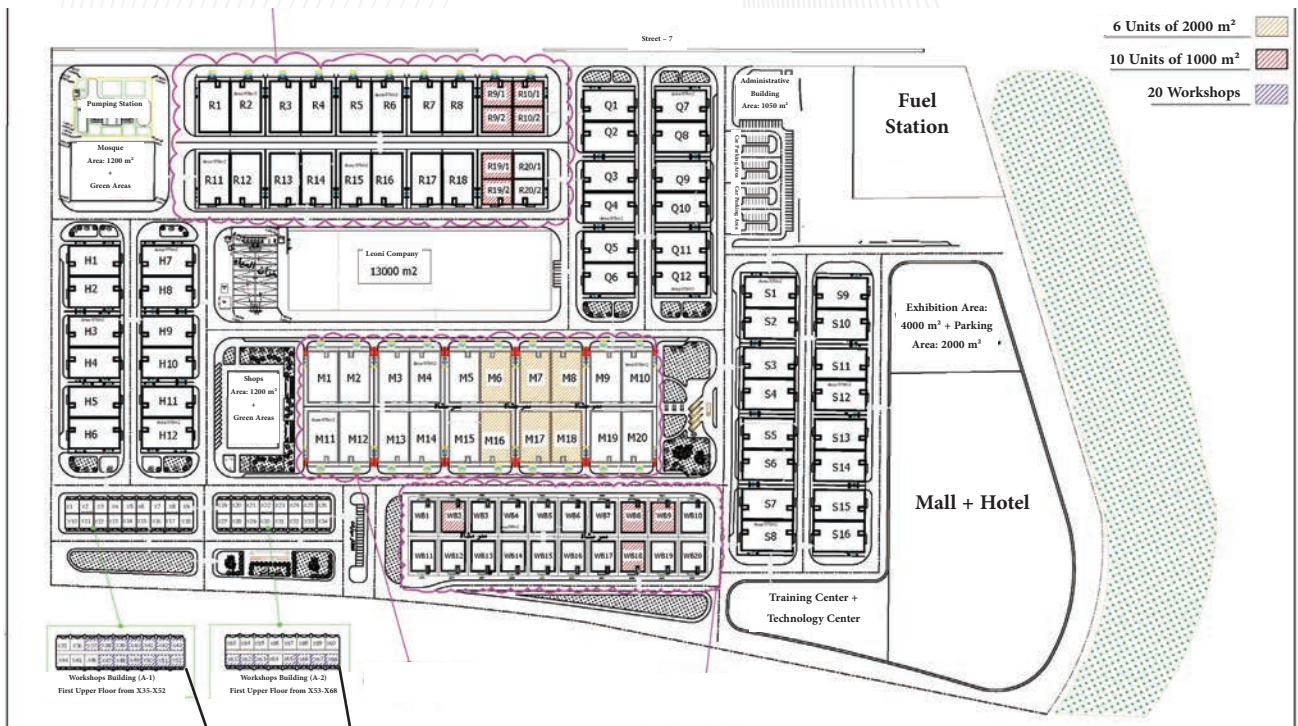 Street – 7
6 Units of 2000 m²
10 Units of 1000 m²
20 Workshops
Pumping Station
Mosque
Area: 1200 m²
+
Green Areas
R1
R2
R3
R4
R5
R6
R7
R8
R9/1
R10/1
R9/2
R10/2
R11
R12
R13
R14
R15
R16
R17
R18
R19/1
R20/1
R19/2
R20/2
Q1
Q2
Q3
Q4
Q5
Q6
Q7
Q8
Q9
Q10
Q11
Q12
Administrative
Building
Area: 1050 m²
Car Parking Area
Car Parking Area
Fuel
Station
H1
H2
H3
H4
H5
H6
H7
H8
H9
H10
H11
H12
Leoni Company
13000 m2
Shops
Area: 1200 m²
+
Green Areas
M1
M2
M3
M4
M5
M6
M7
M8
M9
M10
M11
M12
M13
M14
M15
M16
M17
M18
M19
M20
S1
S2
S3
S4
S5
S6
S7
S8
S9
S10
S11
S12
S13
S14
S15
S16
Exhibition Area:
4000 m² + Parking
Area: 2000 m²
Mall + Hotel
WB1
WB2
WB3
WB4
WB5
WB6
WB7
WB8
WB9
WB10
WB11
WB12
WB13
WB14
WB15
WB16
WB17
WB18
WB19
WB20
Training Center +
Technology Center
Workshops Building (A-1)
First Upper Floor from X35-X52
Workshops Building (A-2)
First Upper Floor from X53-X68